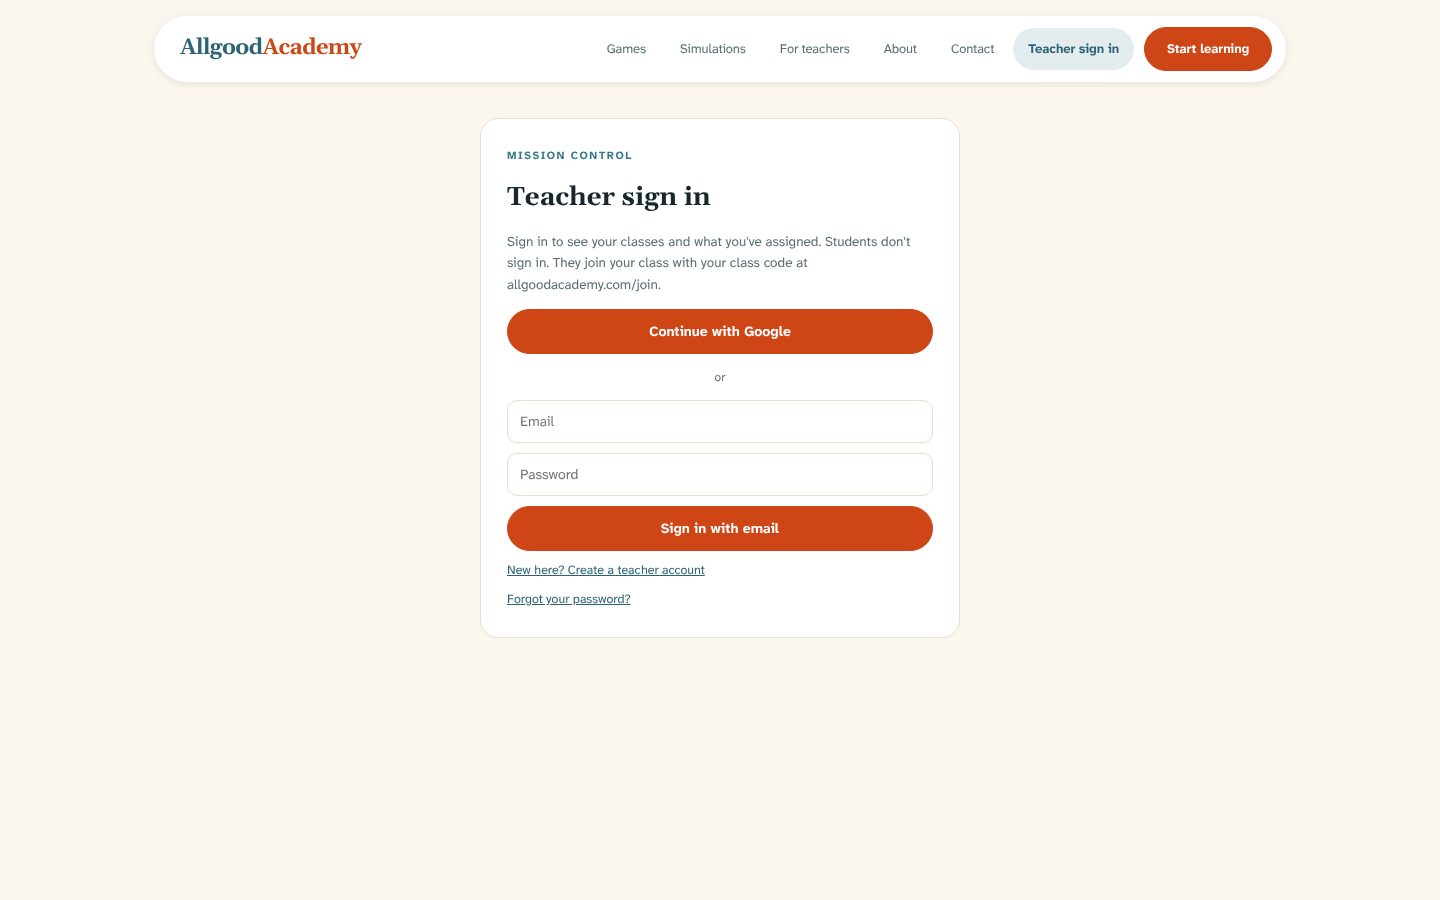 AllgoodAcademy
Games
Simulations
For teachers
About
Contact
Teacher sign in
Start learning
MISSION CONTROL
Teacher sign in
Sign in to see your classes and what you've assigned. Students don't
sign in. They join your class with your class code at
allgoodacademy.com/join.
Continue with Google
or
Email
Password
Sign in with email
New here? Create a teacher account
Forgot your password?